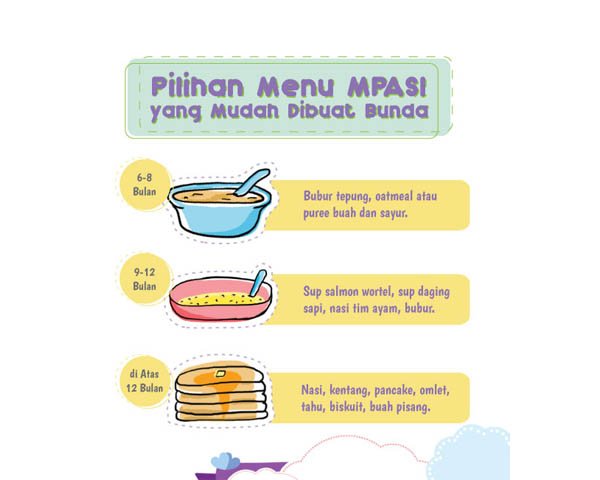 Pilihan Menu MPASI
yang Mudah Dibuat Bunda
6-8
Bulan
Bubur tepung, oatmeal atau
puree buah dan sayur.
9-12
Bulan
Sup salmon wortel, sup daging
sapi, nasi tim ayam, bubur.
di Atas
12 Bulan
Nasi, kentang, pancake, omlet,
tahu, biskuit, buah pisang.